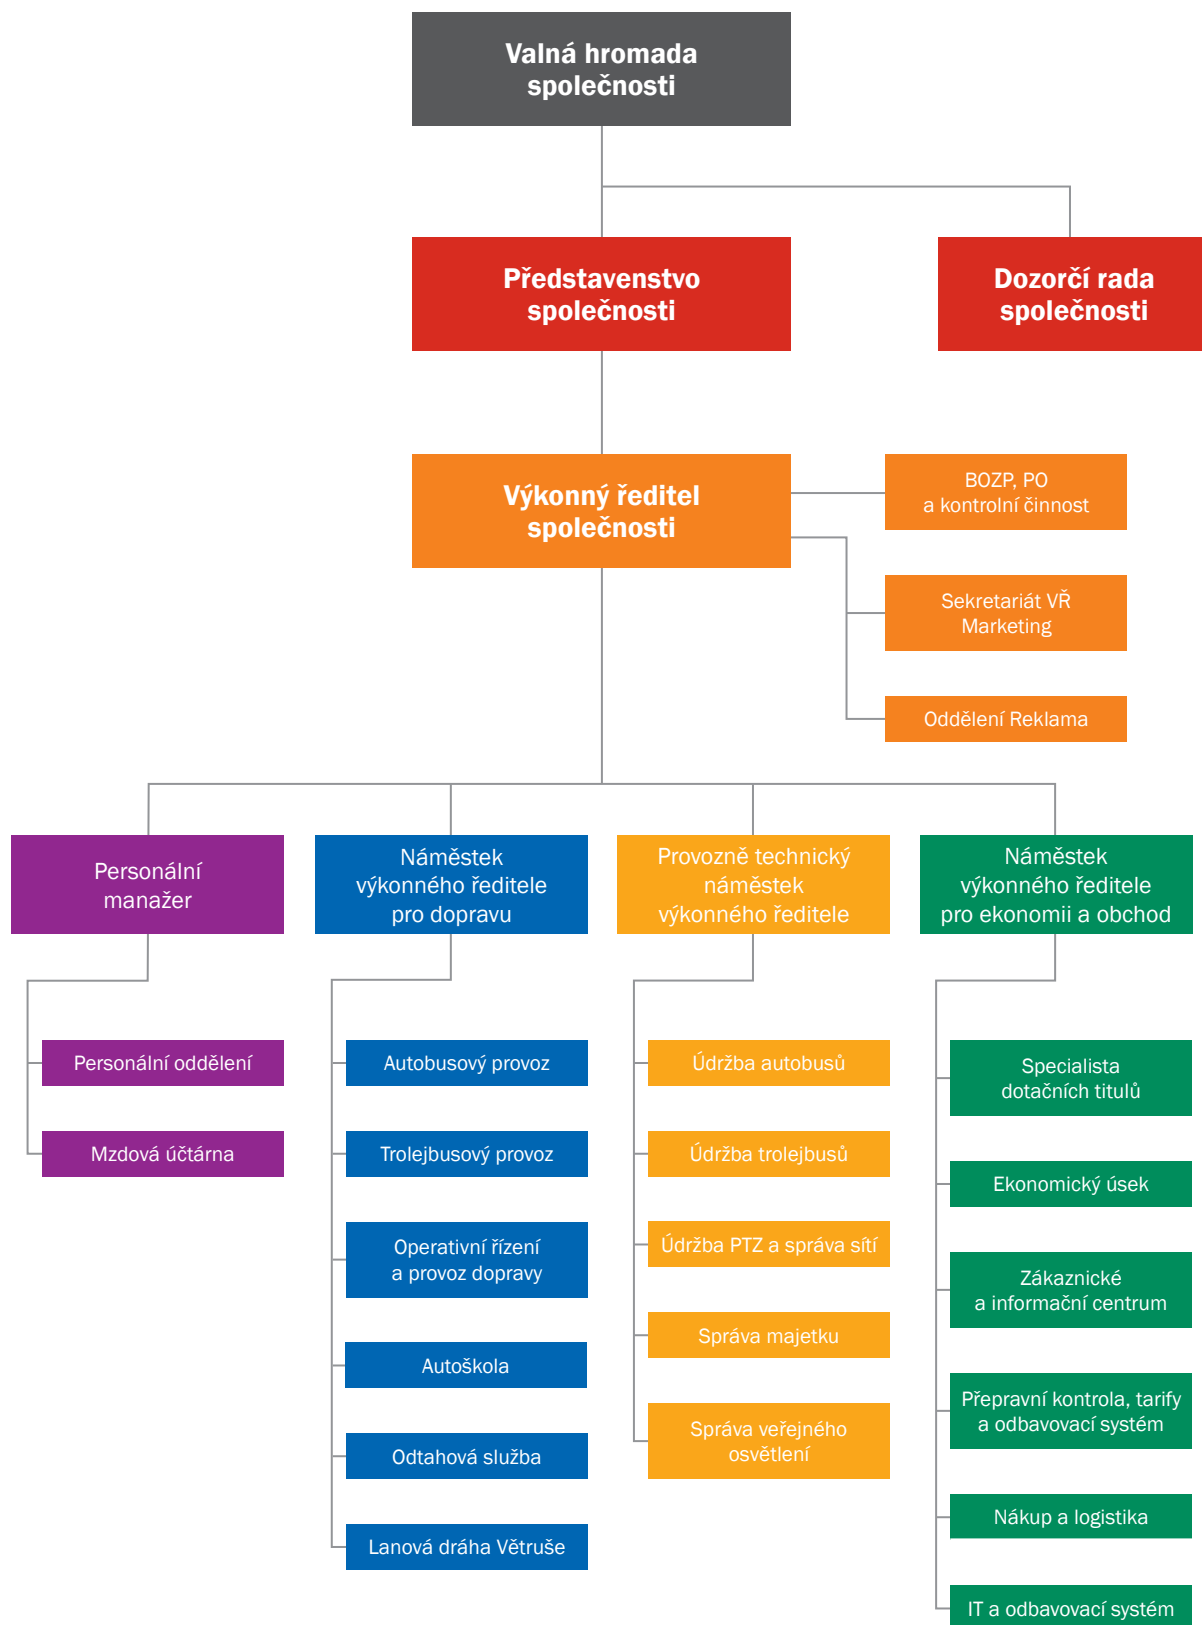 Valná hromada
společnosti
Představenstvo
společnosti
Dozorčí rada
společnosti
Výkonný ředitel
společnosti
BOZP, PO
a kontrolní činnost
Sekretariát VŘ
Marketing
Oddělení Reklama
Personální
manažer
Náměstek
výkonného ředitele
pro dopravu
Provozně technický
náměstek
výkonného ředitele
Náměstek
výkonného ředitele
pro ekonomii a obchod
Personální oddělení
Mzdová účtárna
Autobusový provoz
Trolejbusový provoz
Operativní řízení
a provoz dopravy
Autoškola
Odtahová služba
Lanová dráha Větruše
Údržba autobusů
Údržba trolejbusů
Údržba PTZ a správa sítí
Správa majetku
Správa veřejného
osvětlení
Specialista
dotačních titulů
Ekonomický úsek
Zákaznické
a informační centrum
Přepravní kontrola, tarify
a odbavovací systém
Nákup a logistika
IT a odbavovací systém